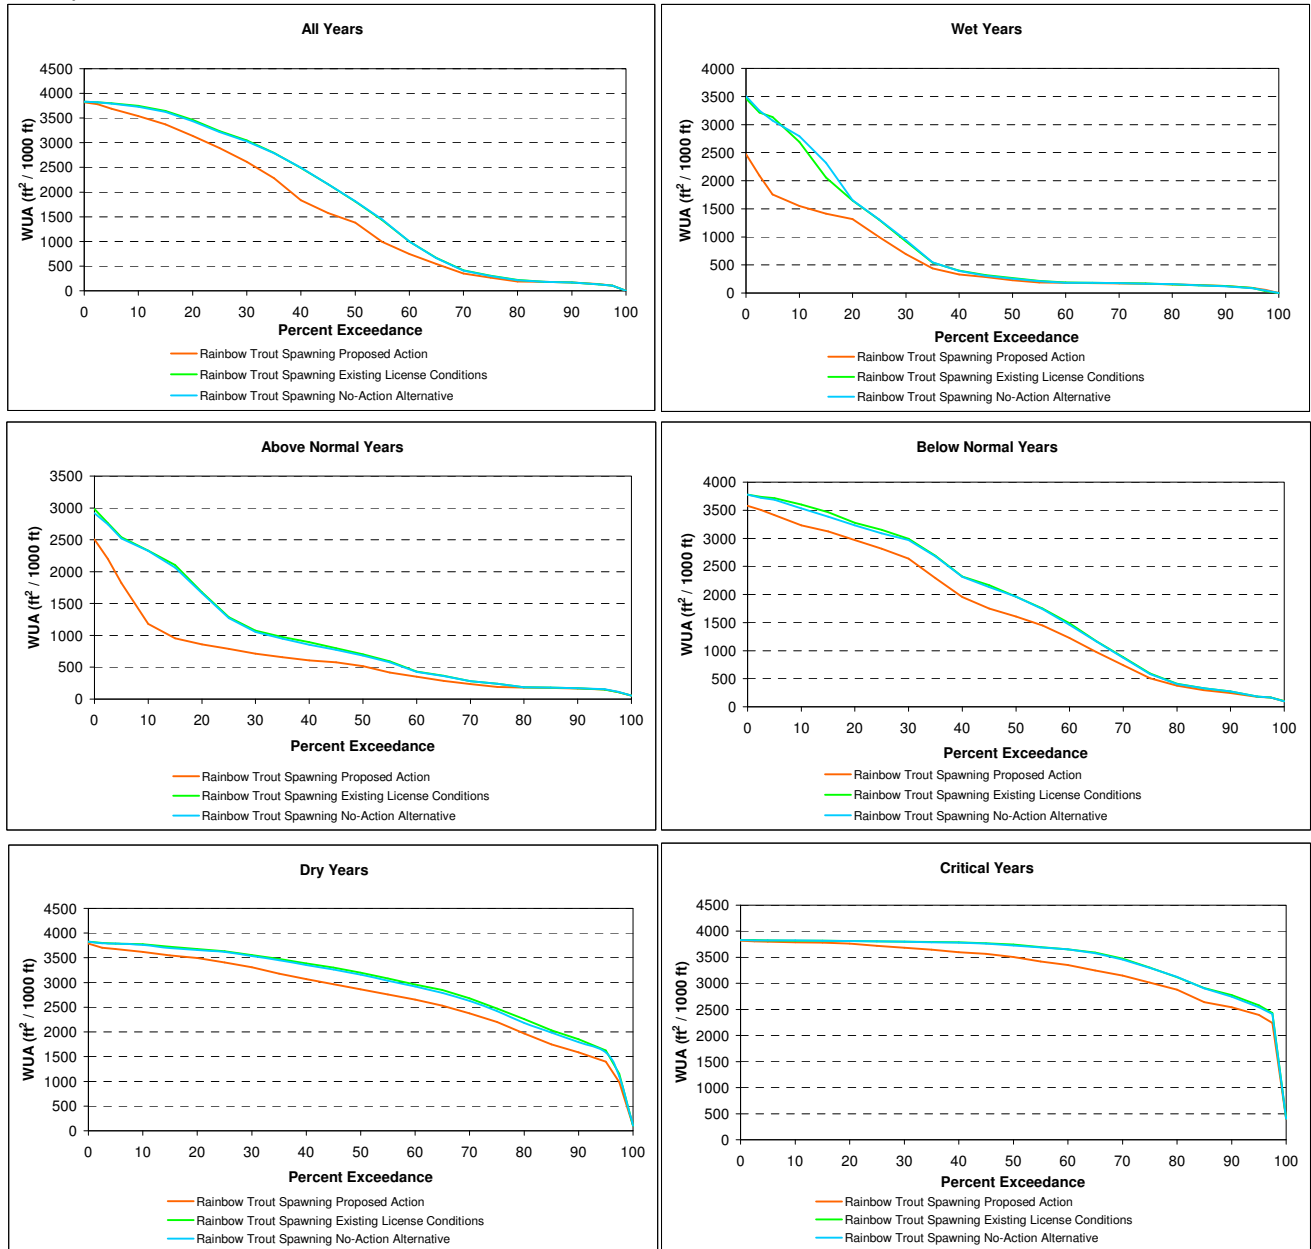 All Years
WUA (ft² / 1000 ft)
4500
4000
3500
3000
2500
2000
1500
1000
500
0
0 10 20 30 40 50 60 70 80 90 100
Percent Exceedance
Rainbow Trout Spawning Proposed Action
Rainbow Trout Spawning Existing License Conditions
Rainbow Trout Spawning No-Action Alternative
Wet Years
WUA (ft² / 1000 ft)
4000
3500
3000
2500
2000
1500
1000
500
0
0 10 20 30 40 50 60 70 80 90 100
Percent Exceedance
Rainbow Trout Spawning Proposed Action
Rainbow Trout Spawning Existing License Conditions
Rainbow Trout Spawning No-Action Alternative
Above Normal Years
WUA (ft² / 1000 ft)
3500
3000
2500
2000
1500
1000
500
0
0 10 20 30 40 50 60 70 80 90 100
Percent Exceedance
Rainbow Trout Spawning Proposed Action
Rainbow Trout Spawning Existing License Conditions
Rainbow Trout Spawning No-Action Alternative
Below Normal Years
WUA (ft² / 1000 ft)
4000
3500
3000
2500
2000
1500
1000
500
0
0 10 20 30 40 50 60 70 80 90 100
Percent Exceedance
Rainbow Trout Spawning Proposed Action
Rainbow Trout Spawning Existing License Conditions
Rainbow Trout Spawning No-Action Alternative
Dry Years
WUA (ft² / 1000 ft)
4500
4000
3500
3000
2500
2000
1500
1000
500
0
0 10 20 30 40 50 60 70 80 90 100
Percent Exceedance
Rainbow Trout Spawning Proposed Action
Rainbow Trout Spawning Existing License Conditions
Rainbow Trout Spawning No-Action Alternative
Critical Years
WUA (ft² / 1000 ft)
4500
4000
3500
3000
2500
2000
1500
1000
500
0
0 10 20 30 40 50 60 70 80 90 100
Percent Exceedance
Rainbow Trout Spawning Proposed Action
Rainbow Trout Spawning Existing License Conditions
Rainbow Trout Spawning No-Action Alternative